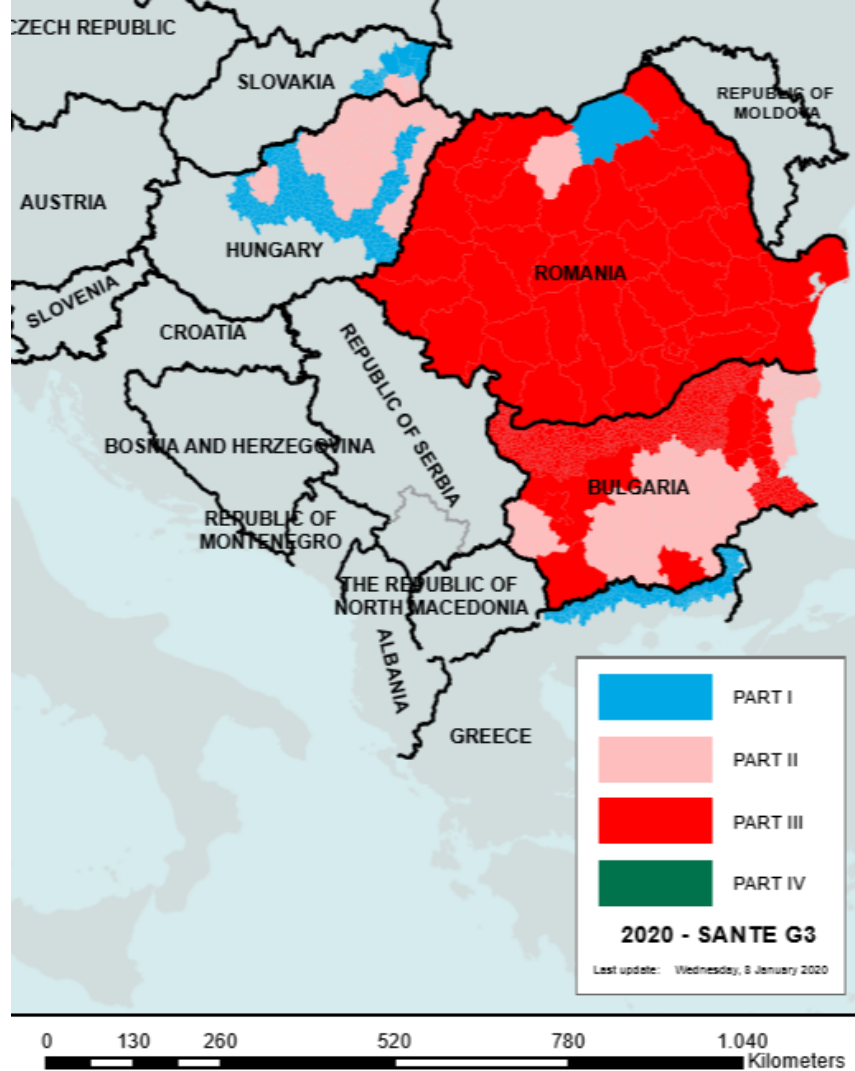 CZECH REPUBLIC
SLOVAKIA
REPUBLIC OF
MOLDOVA
AUSTRIA
HUNGARY
ROMANIA
SLOVENIA
CROATIA
REPUBLIC OF SERBIA
BOSNIA AND HERZEGOVINA
BULGARIA
REPUBLIC OF
MONTENEGRO
THE REPUBLIC OF
NORTH MACEDONIA
ALBANIA
GREECE
PART I
PART II
PART III
PART IV
2020 - SANTE G3
Last update: Wednesday, 8 January 2020
0 130 260 520 780 1.040
Kilometers